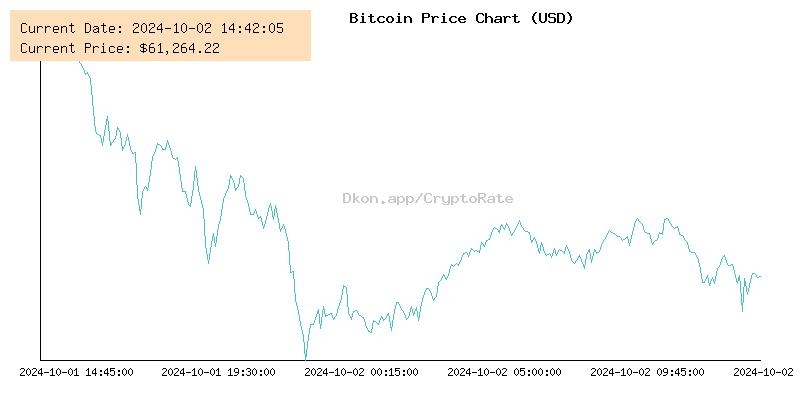 Bitcoin Price Chart (USD)
Current Date: 2024-10-02 14:42:05
Current Price: $61,264.22
Dkon.app/CryptoRate
2024-10-01 14:45:00 2024-10-01 19:30:00 2024-10-02 00:15:00 2024-10-02 05:00:00 2024-10-02 09:45:00 2024-10-02